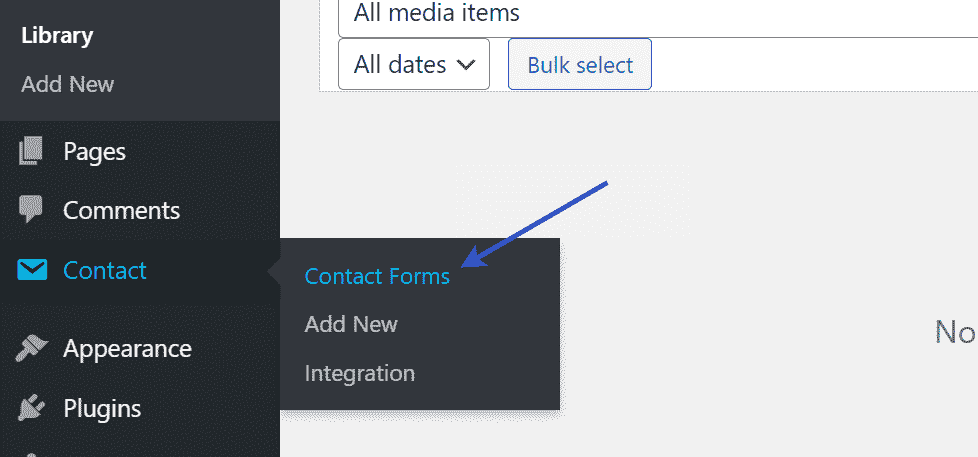 Library
Add New
Pages
Comments
Contact
Appearance
Plugins
All media items
All dates
Bulk select
Contact Forms
Add New
Integration
No